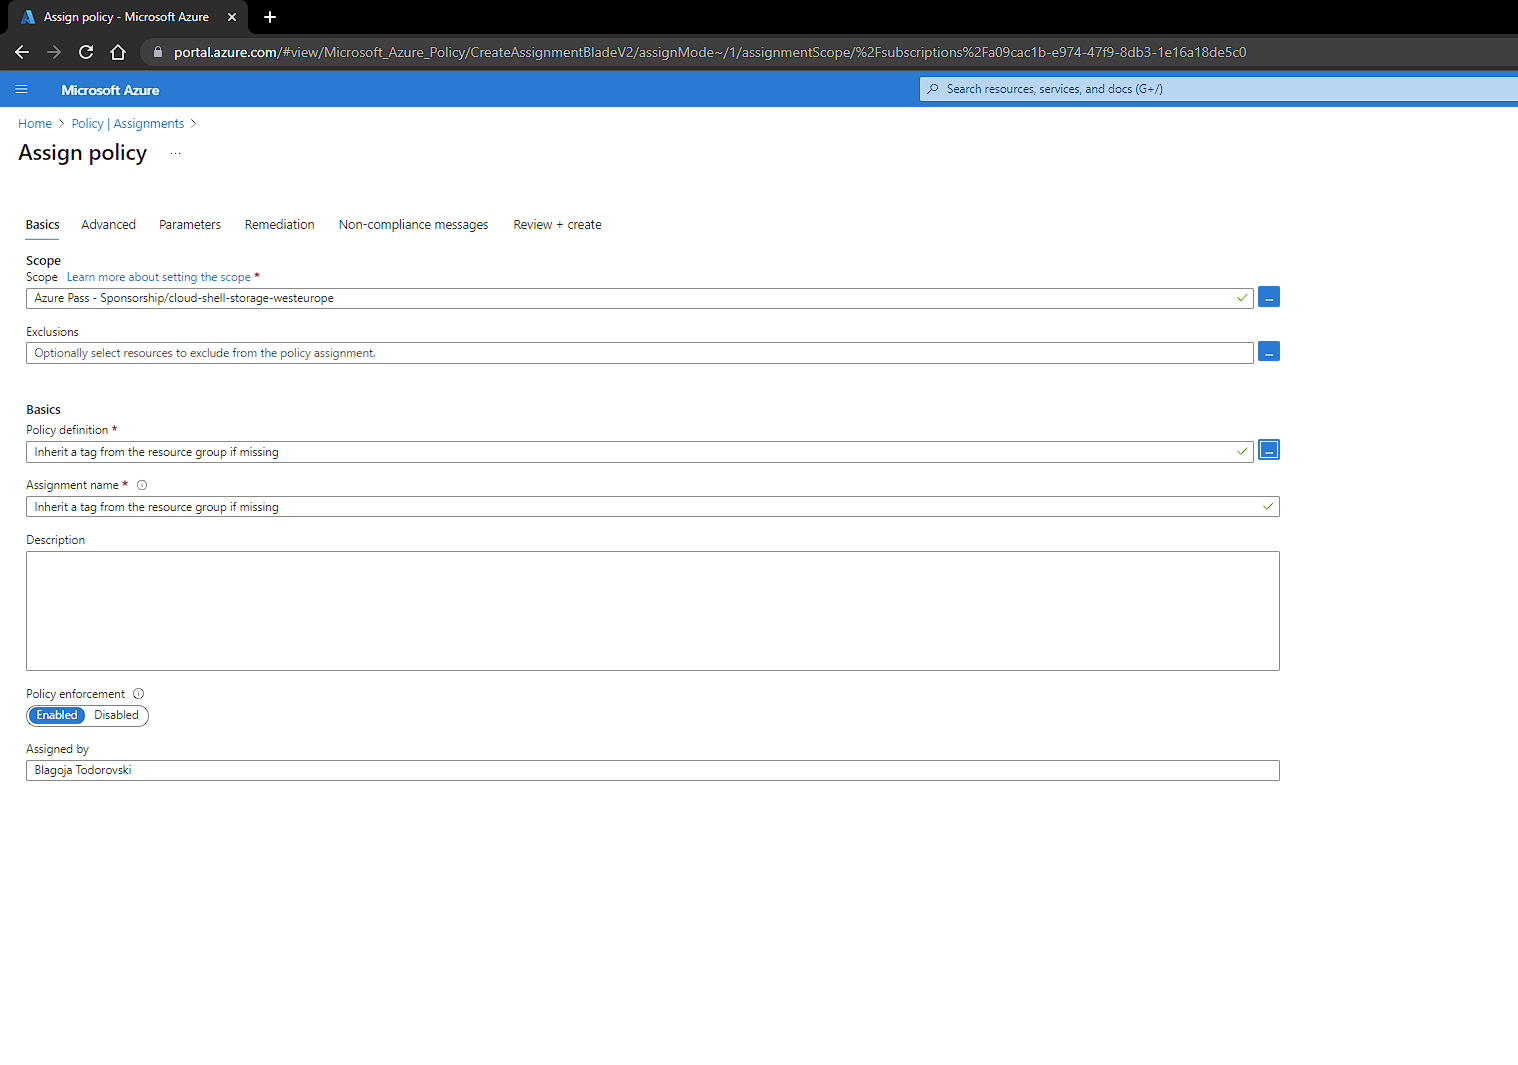 Assign policy - Microsoft Azure
portal.azure.com/#view/Microsoft_Azure_Policy/CreateAssignmentBladeV2/assignMode~/1/assignmentScope/%2Fsubscriptions%2Fa09cac1b-e974-47f9-8db3-1e16a18de5c0
Microsoft Azure
Search resources, services, and docs (G+/)
Home > Policy | Assignments >
Assign policy ...
Basics Advanced Parameters Remediation Non-compliance messages Review + create
Scope
Scope Learn more about setting the scope *
Azure Pass - Sponsorship/cloud-shell-storage-westeurope
...
Exclusions
Optionally select resources to exclude from the policy assignment.
...
Basics
Policy definition *
Inherit a tag from the resource group if missing
...
Assignment name *
Inherit a tag from the resource group if missing
Description
Policy enforcement
Enabled Disabled
Assigned by
Blagoja Todorovski